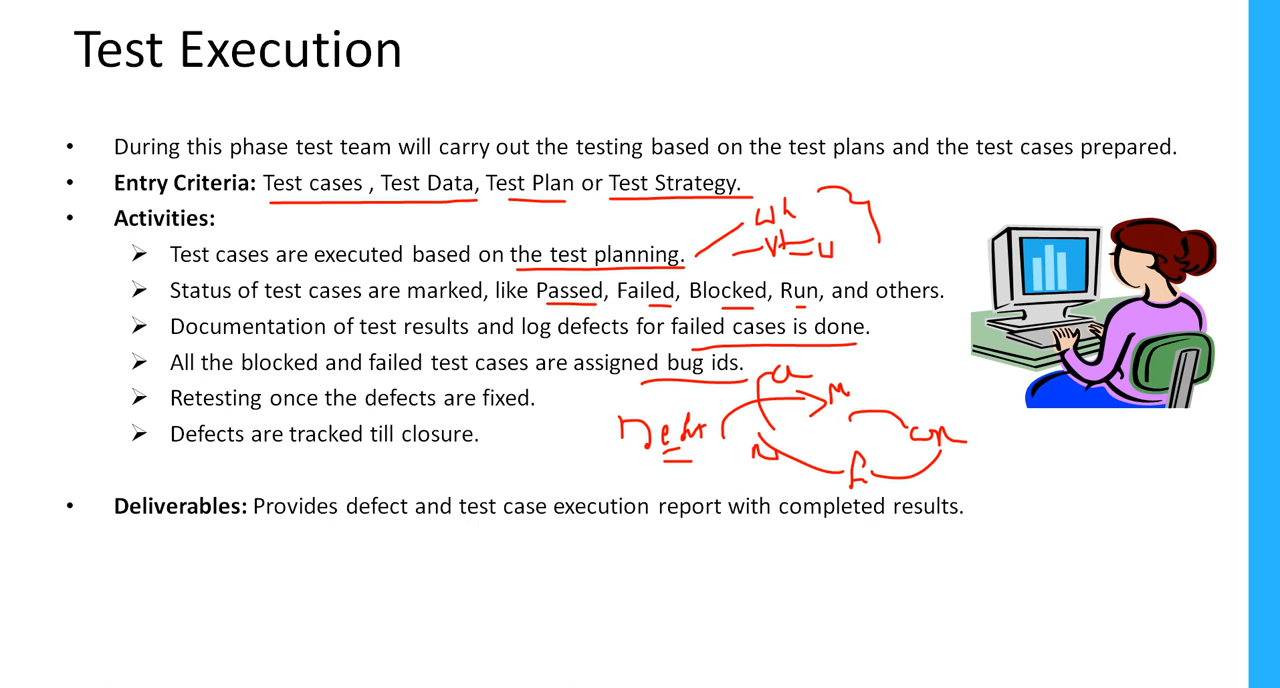 Test Execution
• During this phase test team will carry out the testing based on the test plans and the test cases prepared.
• Entry Criteria: Test cases , Test Data, Test Plan or Test Strategy.
• Activities:
➢ Test cases are executed based on the test planning.
➢ Status of test cases are marked, like Passed, Failed, Blocked, Run, and others.
➢ Documentation of test results and log defects for failed cases is done.
➢ All the blocked and failed test cases are assigned bug ids.
➢ Retesting once the defects are fixed.
➢ Defects are tracked till closure.
• Deliverables: Provides defect and test case execution report with completed results.